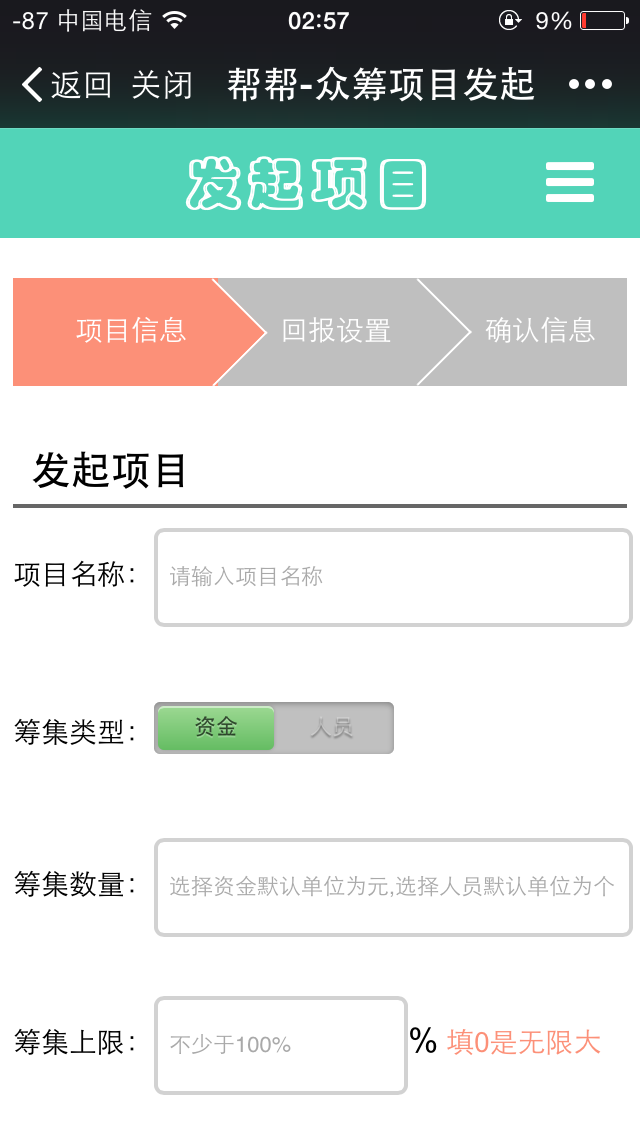 -87 中国电信 02:57 9%
返回 关闭 帮帮-众筹项目发起
发起项目
项目信息 回报设置 确认信息
发起项目
项目名称： 请输入项目名称
筹集类型： 资金 人员
筹集数量： 选择资金默认单位为元,选择人员默认单位为个
筹集上限： 不少于100% % 填0是无限大